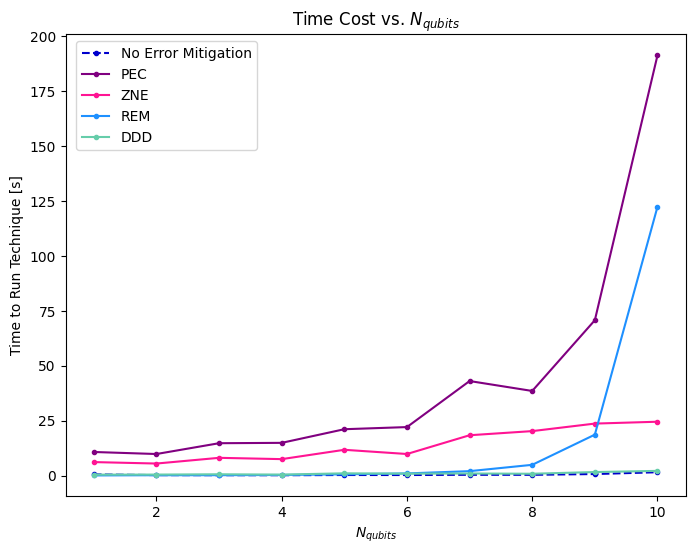 Time Cost vs. N_qubits
No Error Mitigation
PEC
ZNE
REM
DDD
Time to Run Technique [s]
200
175
150
125
100
75
50
25
0
2 4 6 8 10
N_qubits